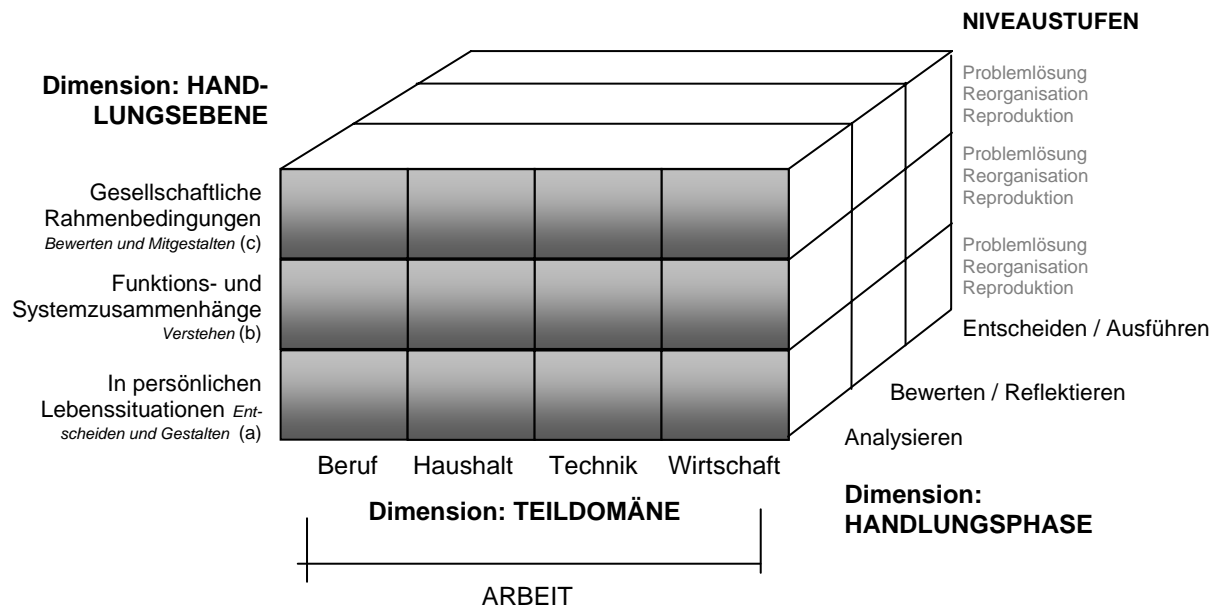 NIVEAUSTUFEN
Dimension: HAND-
LUNGSEBENE
Problemlösung
Reorganisation
Reproduktion
Problemlösung
Reorganisation
Reproduktion
Problemlösung
Reorganisation
Reproduktion
Gesellschaftliche
Rahmenbedingungen
Bewerten und Mitgestalten (c)
Funktions- und
Systemzusammenhänge
Verstehen (b)
In persönlichen
Lebenssituationen Ent-
scheiden und Gestalten (a)
Entscheiden / Ausführen
Bewerten / Reflektieren
Analysieren
Beruf Haushalt Technik Wirtschaft
Dimension: TEILDOMÄNE
Dimension:
HANDLUNGSPHASE
ARBEIT